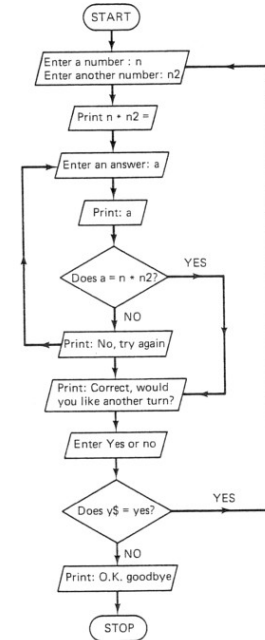 START
Enter a number : n
Enter another number: n2
Print n + n2 =
Enter an answer: a
Print: a
Does a = n + n2?
YES
NO
Print: No, try again
Print: Correct, would
you like another turn?
Enter Yes or no
Does y$ = yes?
YES
NO
Print: O.K. goodbye
STOP